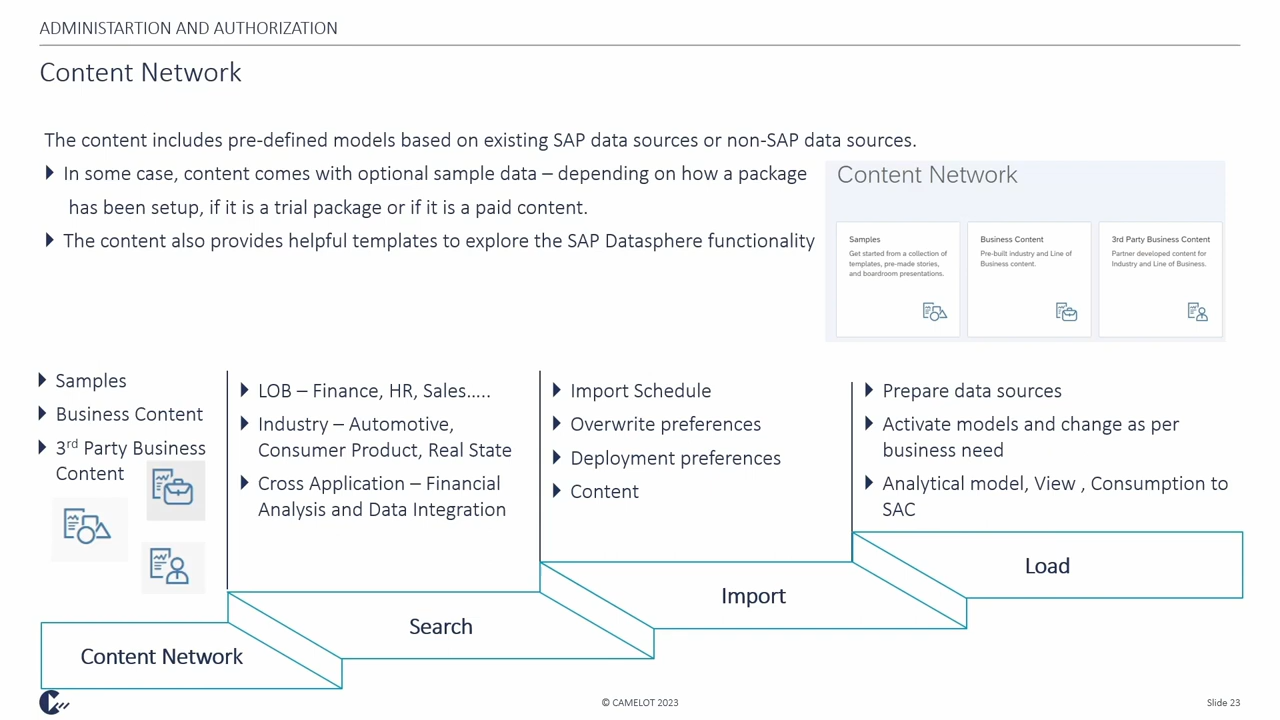 ADMINISTARTION AND AUTHORIZATION
Content Network
The content includes pre-defined models based on existing SAP data sources or non-SAP data sources.
In some case, content comes with optional sample data – depending on how a package
has been setup, if it is a trial package or if it is a paid content.
The content also provides helpful templates to explore the SAP Datasphere functionality
Content Network
Samples
Get started from a collection of
templates, pre-made stories,
and boardroom presentations.
Business Content
Pre-built industry and Line of
Business content.
3rd Party Business Content
Partner developed content for
Industry and Line of Business.
Samples
Business Content
3rd Party Business
Content
LOB – Finance, HR, Sales.....
Industry – Automotive,
Consumer Product, Real State
Cross Application – Financial
Analysis and Data Integration
Import Schedule
Overwrite preferences
Deployment preferences
Content
Prepare data sources
Activate models and change as per
business need
Analytical model, View , Consumption to
SAC
Content Network
Search
Import
Load
© CAMELOT 2023
Slide 23